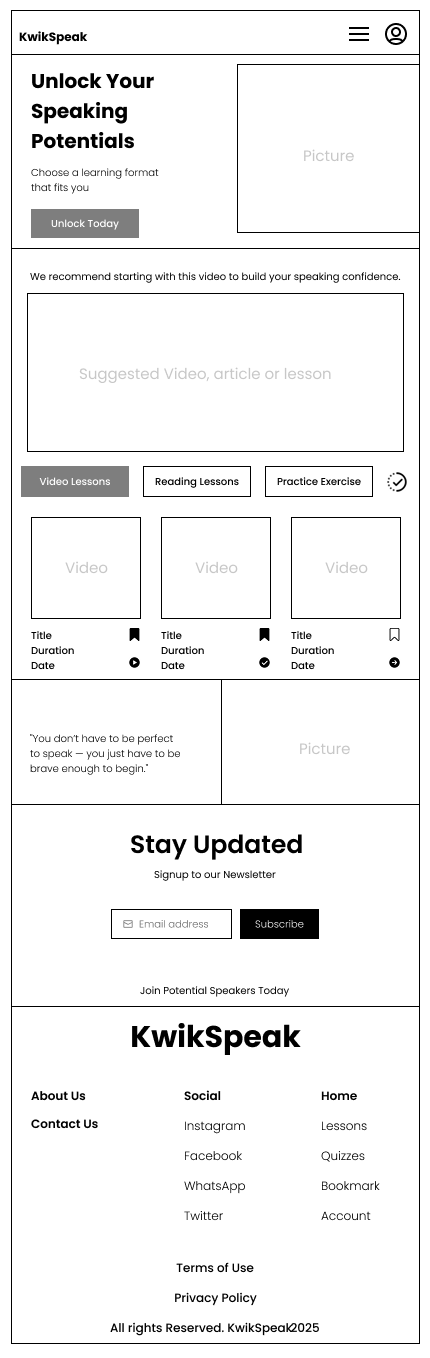 KwikSpeak
Unlock Your
Speaking
Potentials
Choose a learning format
that fits you
Unlock Today
Picture
We recommend starting with this video to build your speaking confidence.
Suggested Video, article or lesson
Video Lessons
Reading Lessons
Practice Exercise
Video
Title
Duration
Date
Video
Title
Duration
Date
Video
Title
Duration
Date
"You don't have to be perfect
to speak — you just have to be
brave enough to begin."
Picture
Stay Updated
Signup to our Newsletter
Email address
Subscribe
Join Potential Speakers Today
KwikSpeak
About Us
Contact Us
Social
Instagram
Facebook
WhatsApp
Twitter
Home
Lessons
Quizzes
Bookmark
Account
Terms of Use
Privacy Policy
All rights Reserved. KwikSpeak2025